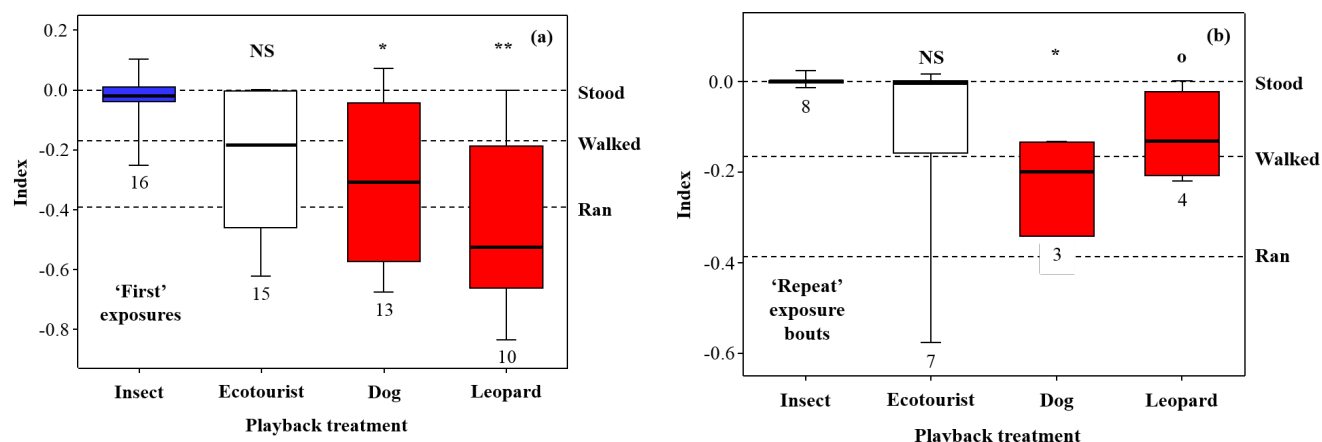 (a)
NS
*
**
0.2
0.0
-0.2
-0.4
-0.6
-0.8
Index
Stood
Walked
Ran
16
15
13
10
‘First’
exposures
Insect
Ecotourist
Dog
Leopard
Playback treatment
(b)
NS
*
o
0.0
-0.2
-0.4
-0.6
Index
Stood
Walked
Ran
8
7
3
4
‘Repeat’
exposure
bouts
Insect
Ecotourist
Dog
Leopard
Playback treatment